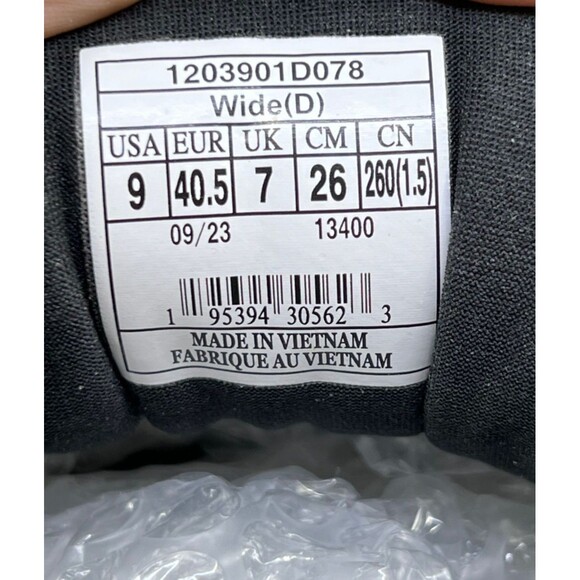 1203901D078
Wide(D)
USA EUR UK CM CN
9 40.5 7 26 260(1.5)
09/23 13400
1 95394 30562 3
MADE IN VIETNAM
FABRIQUE AU VIETNAM